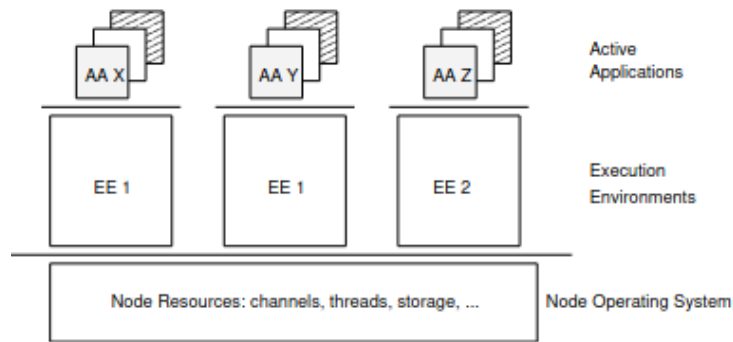 AA X
AA Y
AA Z
Active
Applications
EE 1
EE 1
EE 2
Execution
Environments
Node Resources: channels, threads, storage, ...
Node Operating System